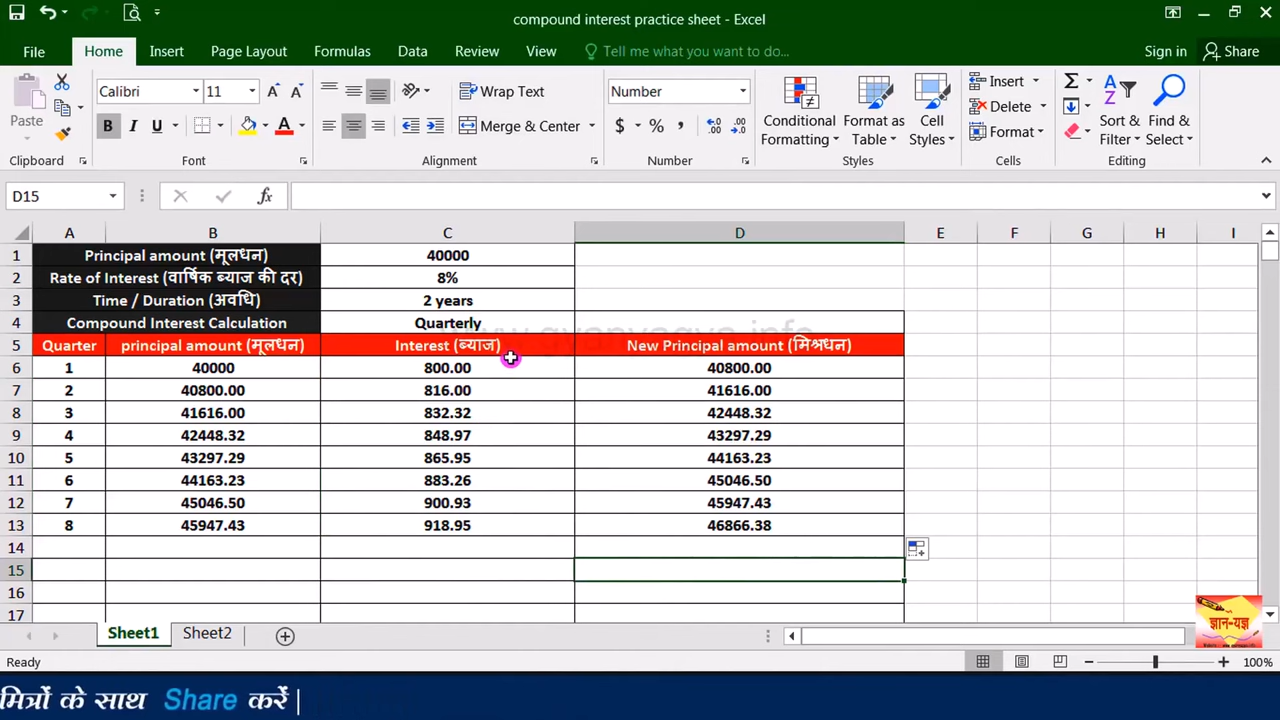 compound interest practice sheet - Excel
File Home Insert Page Layout Formulas Data Review View Tell me what you want to do... Sign in Share
Paste
Calibri 11
B I U A
Wrap Text
Merge & Center
Number
$ % ,
Conditional Formatting
Format as Table
Cell Styles
Insert
Delete
Format
Sort & Filter
Find & Select
Clipboard Font Alignment Number Styles Cells Editing
D15 fx
A B C D E F G H I
1 Principal amount (मूलधन) 40000
2 Rate of Interest (वार्षिक ब्याज की दर) 8%
3 Time / Duration (अवधि) 2 years
4 Compound Interest Calculation Quarterly
www.gyanyagya.info
5 Quarter principal amount (मूलधन) Interest (ब्याज) New Principal amount (मिश्रधन)
6 1 40000 800.00 40800.00
7 2 40800.00 816.00 41616.00
8 3 41616.00 832.32 42448.32
9 4 42448.32 848.97 43297.29
10 5 43297.29 865.95 44163.23
11 6 44163.23 883.26 45046.50
12 7 45046.50 900.93 45947.43
13 8 45947.43 918.95 46866.38
14
15
16
17
ज्ञान-यज्ञ
Sheet1 Sheet2
Ready 100%
मित्रों के साथ Share करें